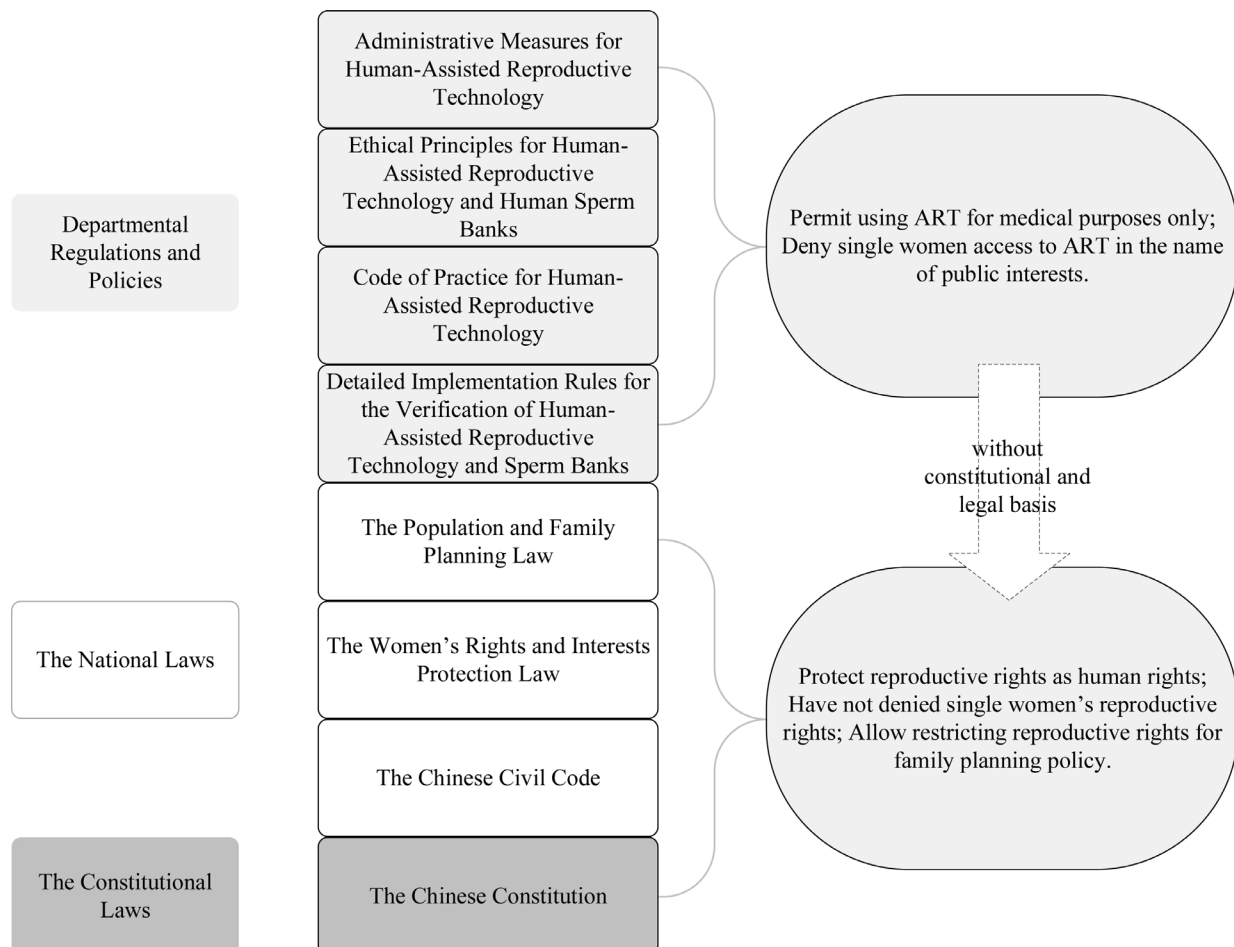 Departmental
Regulations and
Policies
The National Laws
The Constitutional
Laws
Administrative Measures for
Human-Assisted Reproductive
Technology
Ethical Principles for Human-
Assisted Reproductive
Technology and Human Sperm
Banks
Code of Practice for Human-
Assisted Reproductive
Technology
Detailed Implementation Rules for
the Verification of Human-
Assisted Reproductive
Technology and Sperm Banks
The Population and Family
Planning Law
The Women’s Rights and Interests
Protection Law
The Chinese Civil Code
The Chinese Constitution
Permit using ART for medical purposes only;
Deny single women access to ART in the name
of public interests.
without
constitutional and
legal basis
Protect reproductive rights as human rights;
Have not denied single women’s reproductive
rights; Allow restricting reproductive rights for
family planning policy.